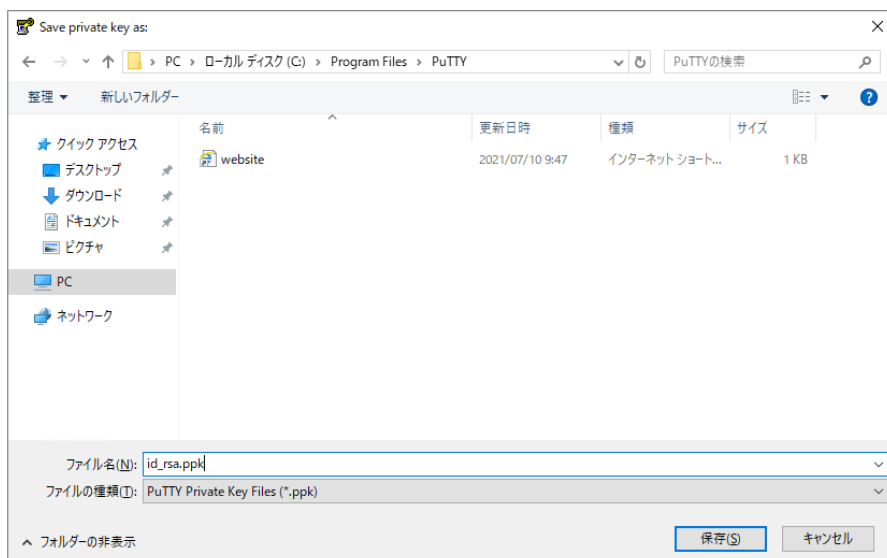 Save private key as:
PC › ローカル ディスク (C:) › Program Files › PuTTY
PuTTYの検索
整理 新しいフォルダー
名前 更新日時 種類 サイズ
クイック アクセス
website 2021/07/10 9:47 インターネット ショート... 1 KB
デスクトップ
ダウンロード
ドキュメント
ピクチャ
PC
ネットワーク
ファイル名(N): id_rsa.ppk
ファイルの種類(T): PuTTY Private Key Files (*.ppk)
フォルダーの非表示 保存(S) キャンセル